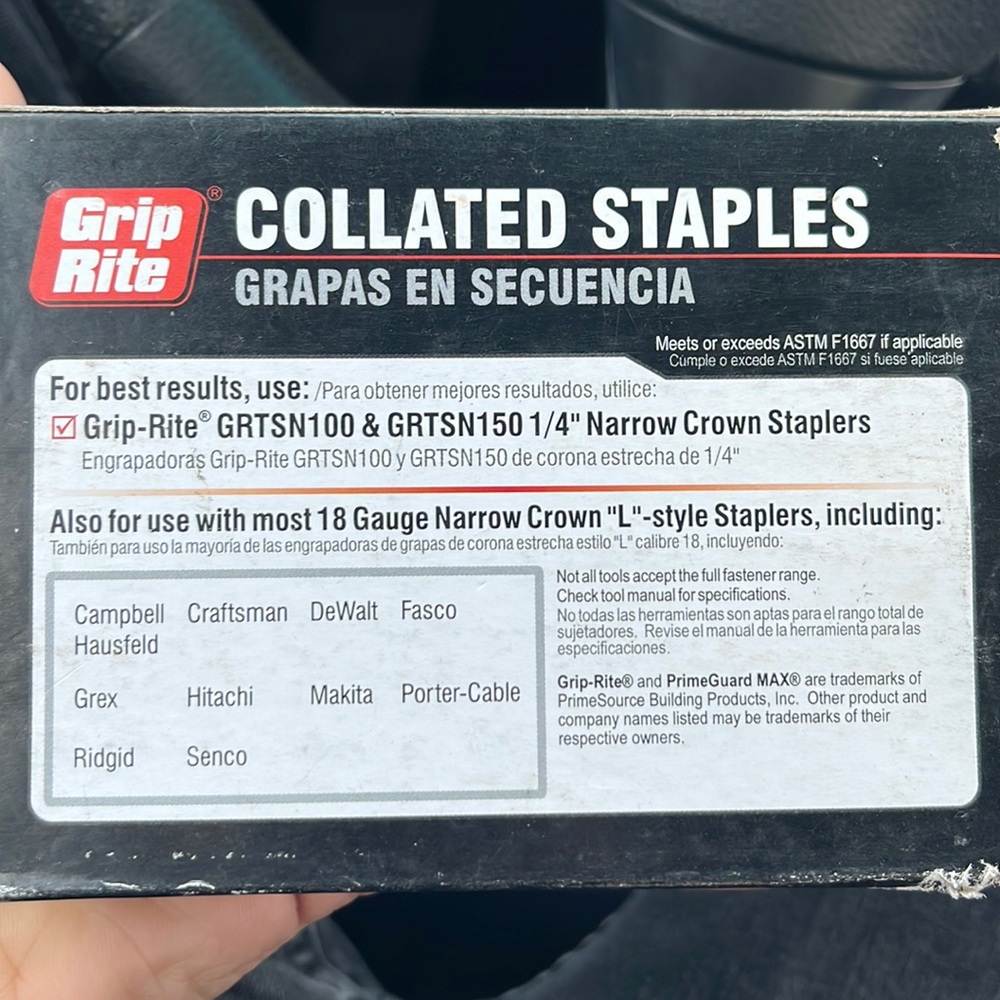 Grip
Rite®
COLLATED STAPLES
GRAPAS EN SECUENCIA
Meets or exceeds ASTM F1667 if applicable
Cumple o excede ASTM F1667 si fuese aplicable
For best results, use: /Para obtener mejores resultados, utilice:
Grip-Rite® GRTSN100 & GRTSN150 1/4" Narrow Crown Staplers
Engrapadoras Grip-Rite GRTSN100 y GRTSN150 de corona estrecha de 1/4"
Also for use with most 18 Gauge Narrow Crown "L"-style Staplers, including:
También para uso la mayoría de las engrapadoras de grapas de corona estrecha estilo "L" calibre 18, incluyendo:
Campbell Hausfeld Craftsman DeWalt Fasco
Grex Hitachi Makita Porter-Cable
Ridgid Senco
Not all tools accept the full fastener range.
Check tool manual for specifications.
No todas las herramientas son aptas para el rango total de
sujetadores. Revise el manual de la herramienta para las
especificaciones.
Grip-Rite® and PrimeGuard MAX® are trademarks of
PrimeSource Building Products, Inc. Other product and
company names listed may be trademarks of their
respective owners.